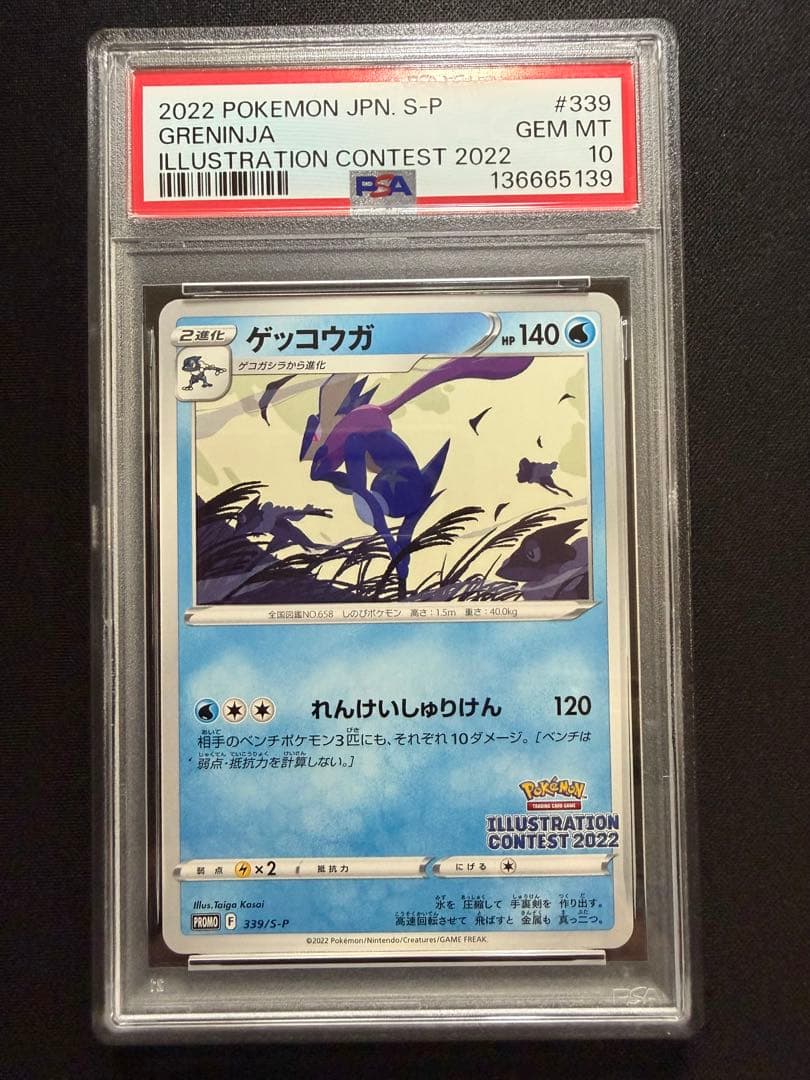 2022 POKEMON JPN. S-P #339
GRENINJA GEM MT
ILLUSTRATION CONTEST 2022 10
PSA 136665139
2進化 ゲッコウガ HP 140
ゲコガシラから進化
全国図鑑NO.658 しのびポケモン 高さ:1.5m 重さ:40.0kg
れんけいしゅりけん 120
相手のベンチポケモン3匹にも、それぞれ10ダメージ。[ベンチは
弱点・抵抗力を計算しない。]
Pokémon
TRADING CARD GAME
ILLUSTRATION
CONTEST 2022
弱点 ×2 抵抗力 にげる
Illus.Taiga Kasai
水を圧縮して手裏剣を作り出す。
高速回転させて飛ばすと金属も真っ二つ。
PROMO F 339/S-P
©2022 Pokémon/Nintendo/Creatures/GAME FREAK.
PSA